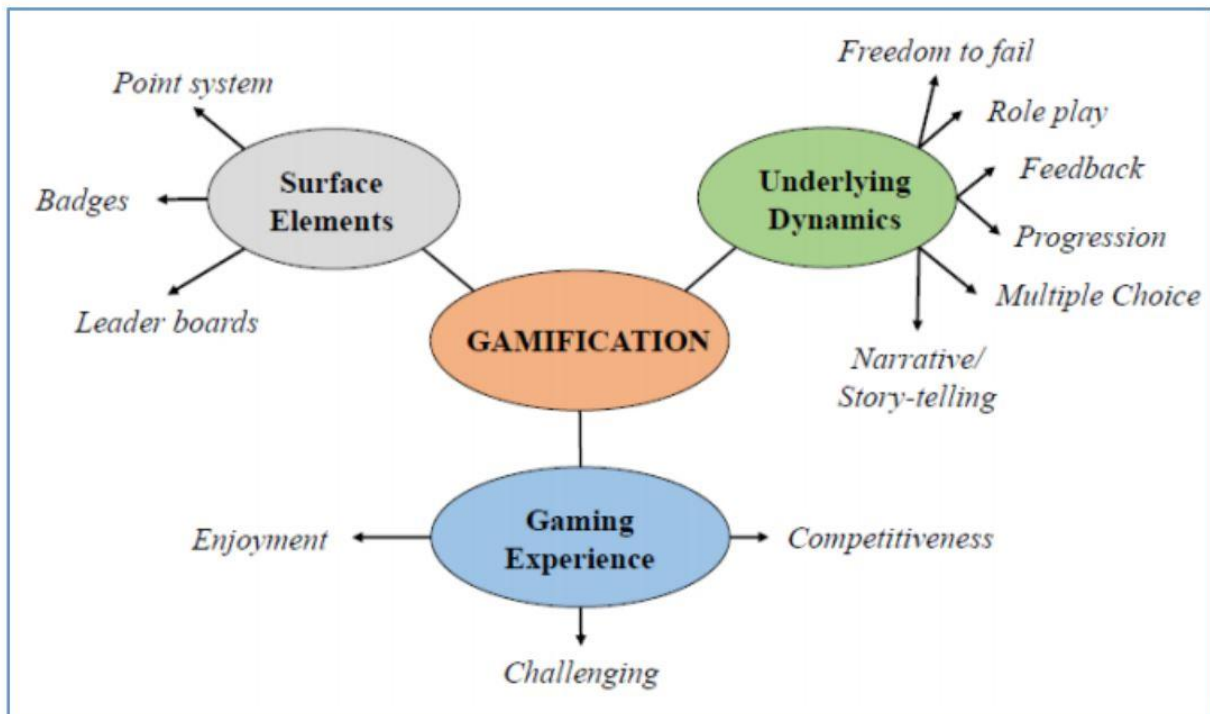 Point system
Badges
Leader boards
Surface
Elements
Freedom to fail
Role play
Feedback
Progression
Multiple Choice
Narrative/
Story-telling
Underlying
Dynamics
GAMIFICATION
Gaming
Experience
Enjoyment
Competitiveness
Challenging